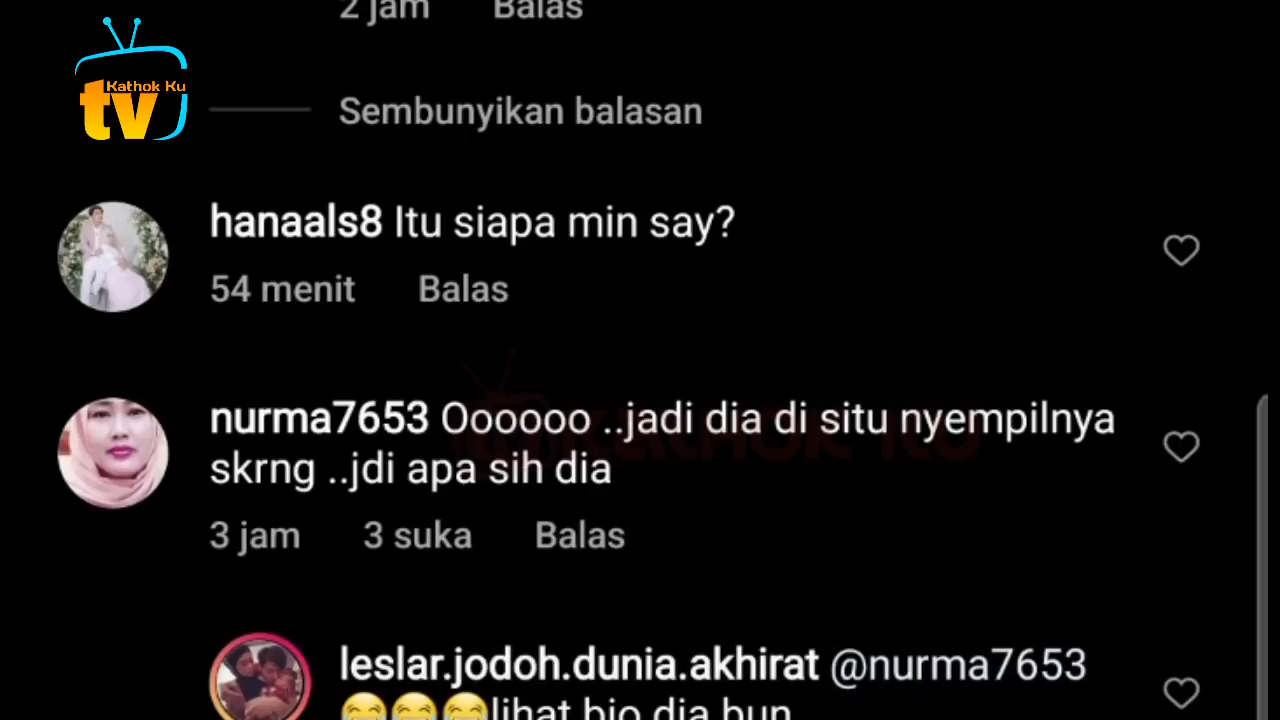 2 jam Balas
Kathok Ku
tv
Sembunyikan balasan
hanaals8 Itu siapa min say?
54 menit Balas
nurma7653 Oooooo ..jadi dia di situ nyempilnya
skrng ..jdi apa sih dia
3 jam 3 suka Balas
leslar.jodoh.dunia.akhirat @nurma7653
😂😂😂lihat bio dia bun